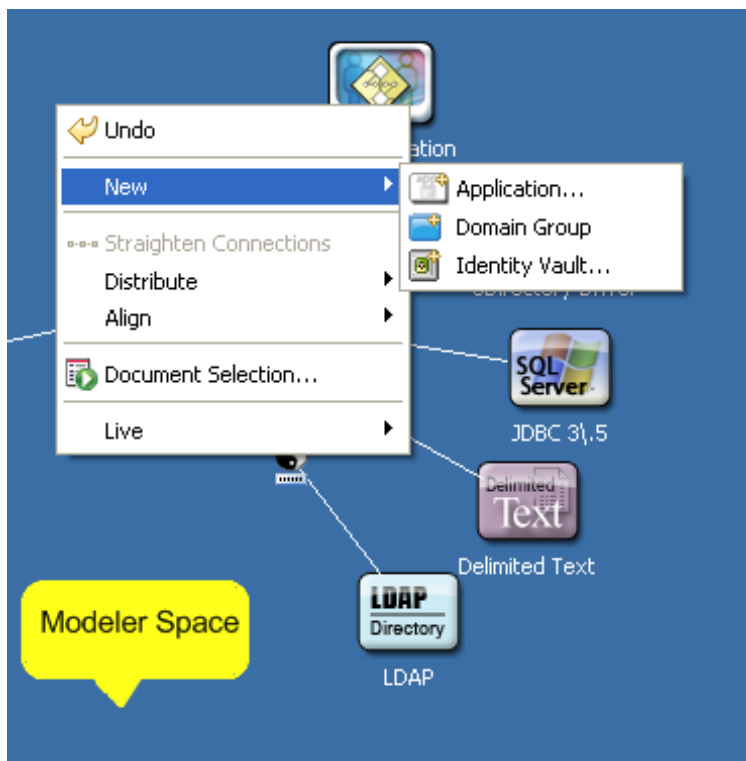 Undo
ation
New
Application...
Domain Group
Identity Vault...
Straighten Connections
Distribute
Align
Document Selection...
Live
SQL
Server
JDBC 3\.5
Delimited
Text
Delimited Text
LDAP
Directory
LDAP
Modeler Space